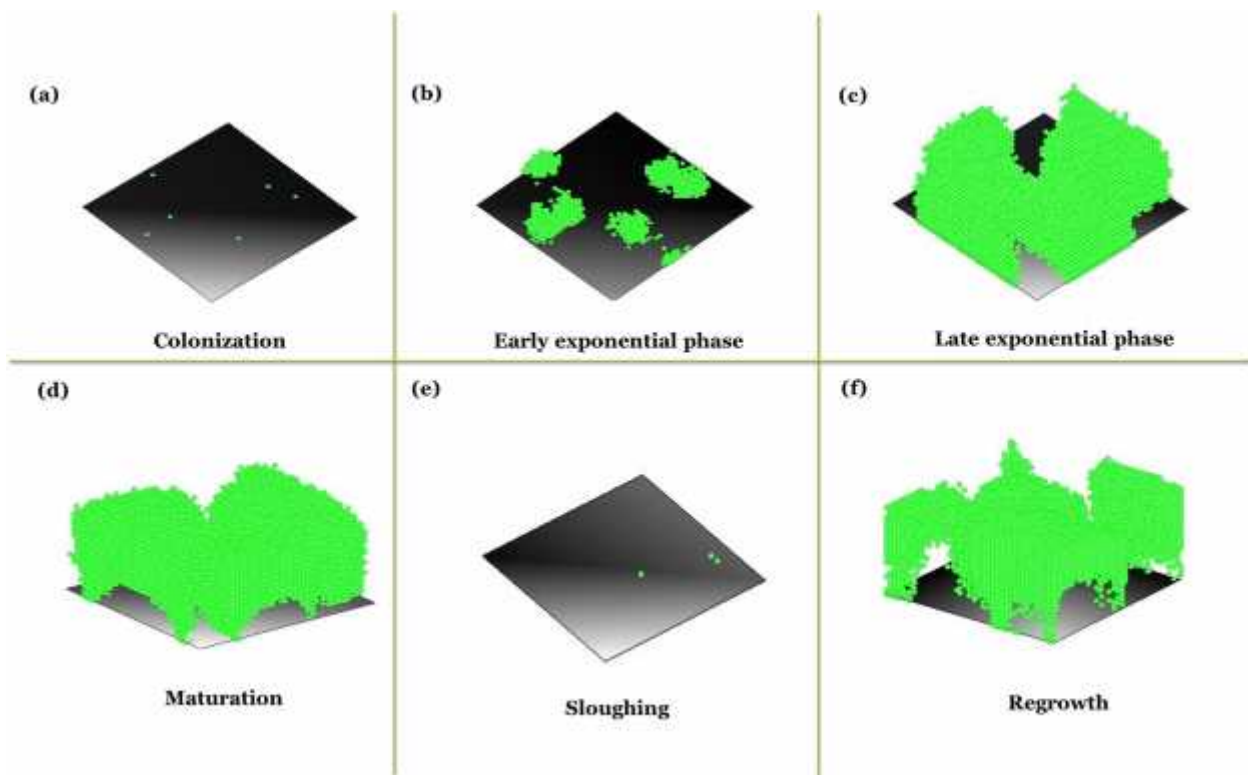 (a)
Colonization
(b)
Early exponential phase
(c)
Late exponential phase
(d)
Maturation
(e)
Sloughing
(f)
Regrowth